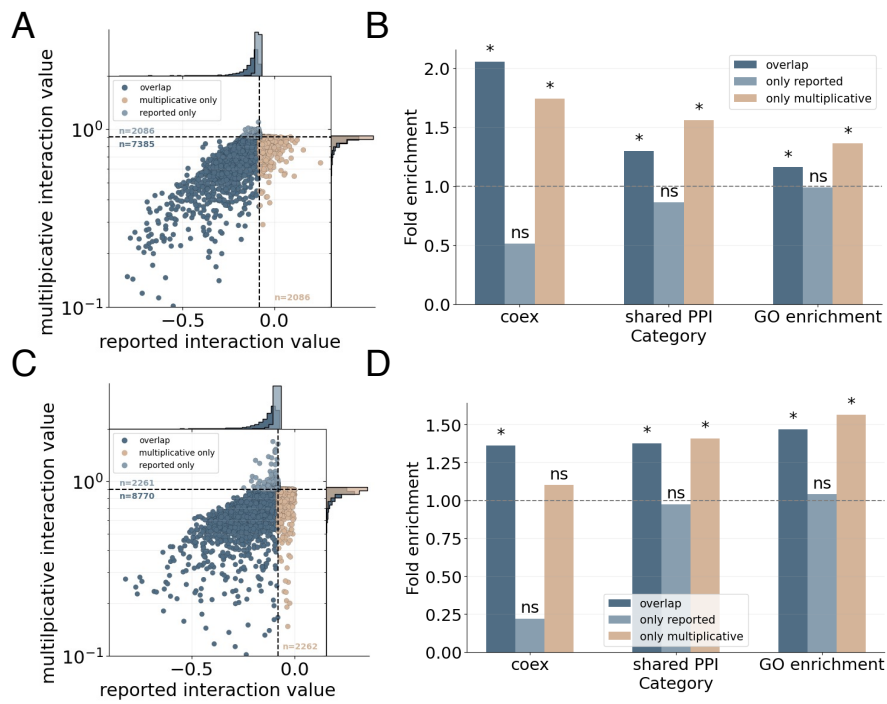 A
multilpicative interaction value
overlap
multiplicative only
reported only
n=2086
n=7385
n=2086
10⁰
10⁻¹
−0.5
0.0
reported interaction value
B
Fold enrichment
2.0
1.5
1.0
0.5
0.0
*
ns
*
*
ns
*
*
ns
*
overlap
only reported
only multiplicative
coex
shared PPI
GO enrichment
Category
C
multilpicative interaction value
overlap
multiplicative only
reported only
n=2261
n=8770
n=2262
10⁰
10⁻¹
−0.5
0.0
reported interaction value
D
Fold enrichment
1.50
1.25
1.00
0.75
0.50
0.25
0.00
*
ns
ns
*
ns
*
*
ns
*
overlap
only reported
only multiplicative
coex
shared PPI
GO enrichment
Category